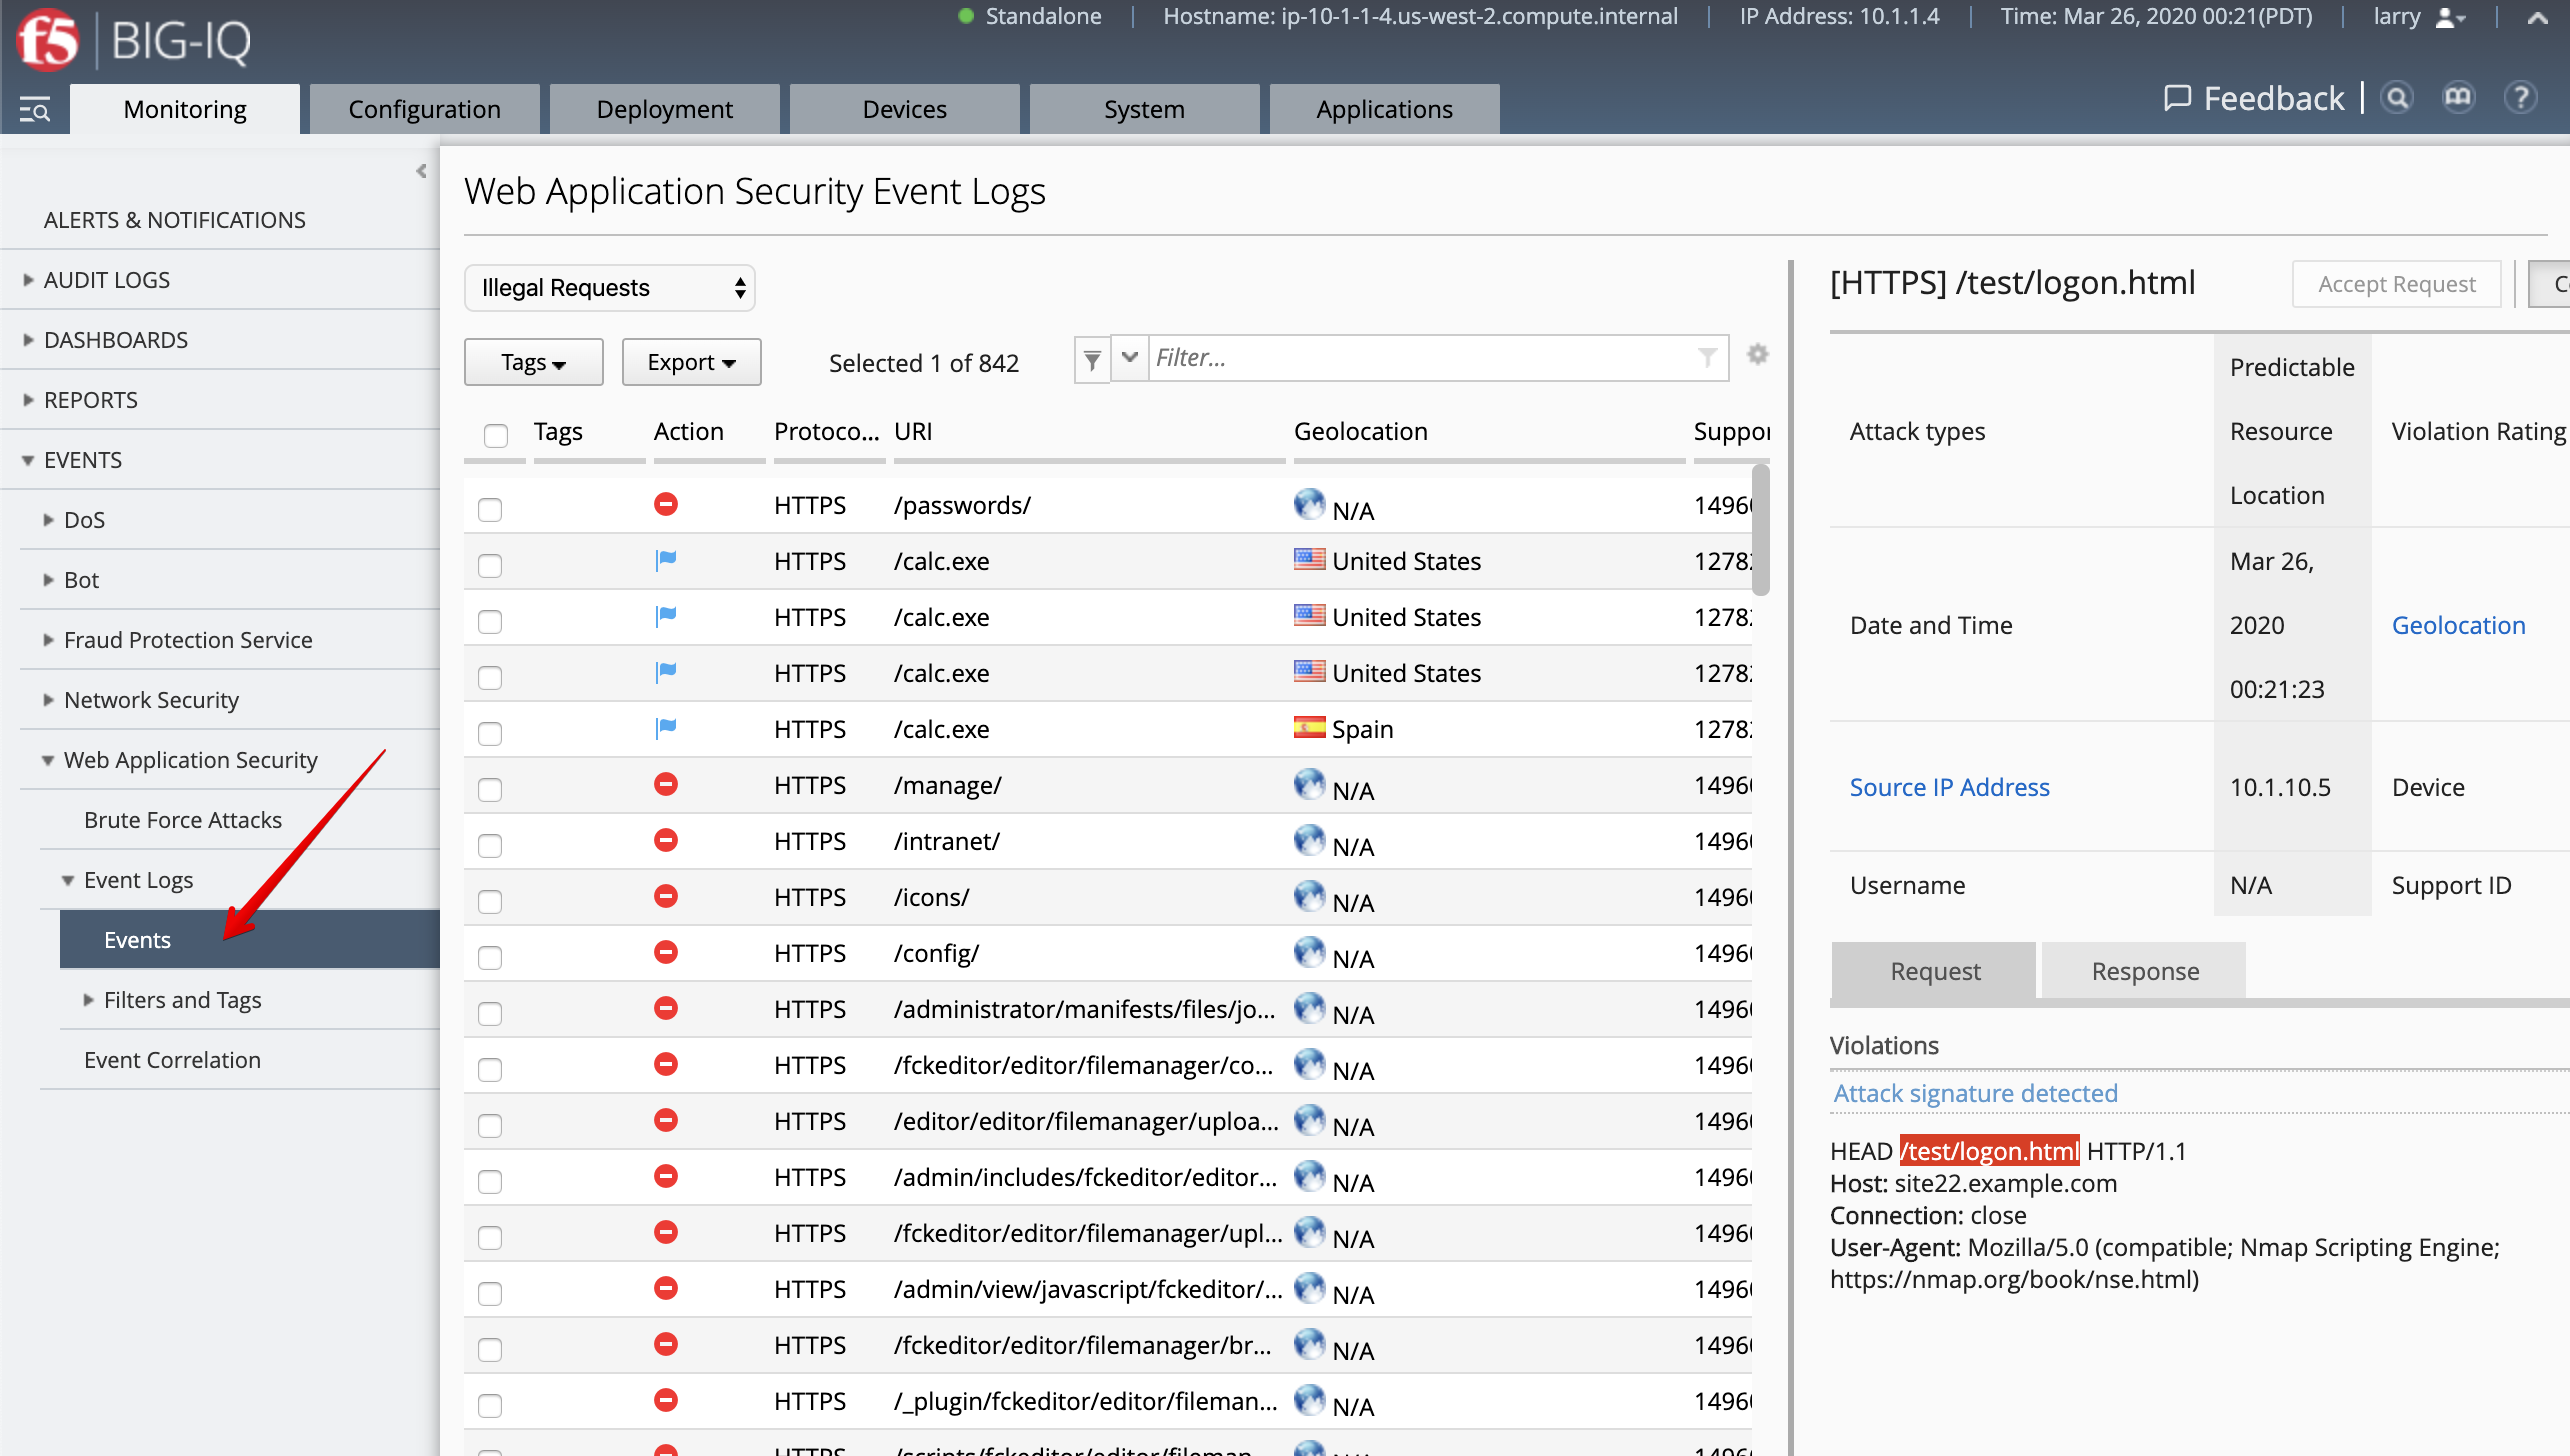 f5 BIG-IQ
Standalone
Hostname: ip-10-1-1-4.us-west-2.compute.internal
IP Address: 10.1.1.4
Time: Mar 26, 2020 00:21(PDT)
larry
Monitoring
Configuration
Deployment
Devices
System
Applications
Feedback
?
ALERTS & NOTIFICATIONS
AUDIT LOGS
DASHBOARDS
REPORTS
EVENTS
DoS
Bot
Fraud Protection Service
Network Security
Web Application Security
Brute Force Attacks
Event Logs
Events
Filters and Tags
Event Correlation
Web Application Security Event Logs
Illegal Requests
Tags
Export
Selected 1 of 842
Filter...
Tags Action Protoco... URI Geolocation Suppor
HTTPS /passwords/ N/A 1496
HTTPS /calc.exe United States 1278
HTTPS /calc.exe United States 1278
HTTPS /calc.exe United States 1278
HTTPS /calc.exe Spain 1278
HTTPS /manage/ N/A 1496
HTTPS /intranet/ N/A 1496
HTTPS /icons/ N/A 1496
HTTPS /config/ N/A 1496
HTTPS /administrator/manifests/files/jo... N/A 1496
HTTPS /fckeditor/editor/filemanager/co... N/A 1496
HTTPS /editor/editor/filemanager/uploa... N/A 1496
HTTPS /admin/includes/fckeditor/editor... N/A 1496
HTTPS /fckeditor/editor/filemanager/upl... N/A 1496
HTTPS /admin/view/javascript/fckeditor/... N/A 1496
HTTPS /fckeditor/editor/filemanager/br... N/A 1496
HTTPS /_plugin/fckeditor/editor/fileman... N/A 1496
[HTTPS] /test/logon.html
Accept Request
Attack types
Predictable
Resource
Location
Violation Rating
Date and Time
Mar 26,
2020
00:21:23
Geolocation
Source IP Address
10.1.10.5
Device
Username
N/A
Support ID
Request
Response
Violations
Attack signature detected
HEAD /test/logon.html HTTP/1.1
Host: site22.example.com
Connection: close
User-Agent: Mozilla/5.0 (compatible; Nmap Scripting Engine;
https://nmap.org/book/nse.html)